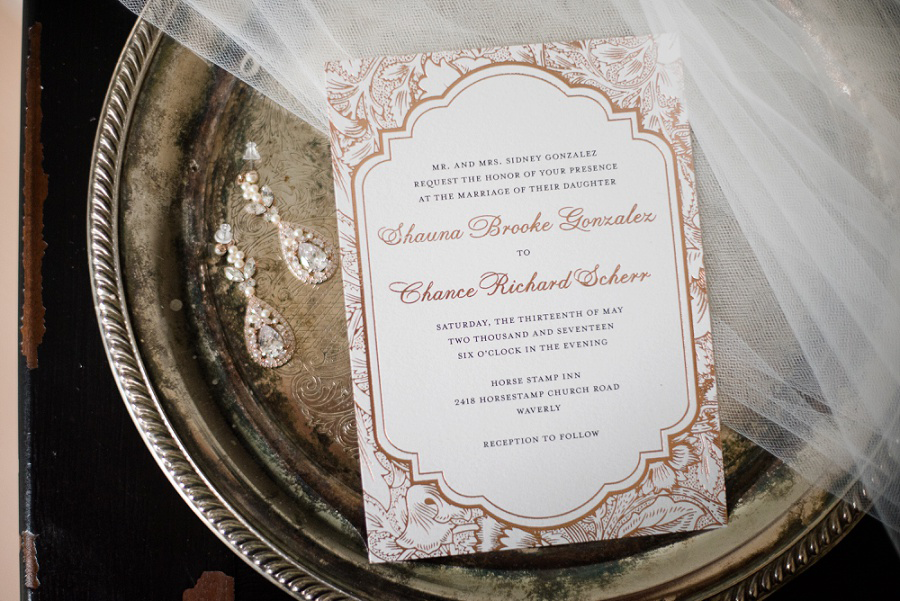 MR. AND MRS. SIDNEY GONZALEZ
REQUEST THE HONOR OF YOUR PRESENCE
AT THE MARRIAGE OF THEIR DAUGHTER
Shauna Brooke Gonzalez
TO
Chance Richard Scherr
SATURDAY, THE THIRTEENTH OF MAY
TWO THOUSAND AND SEVENTEEN
SIX O'CLOCK IN THE EVENING
HORSE STAMP INN
2418 HORSESTAMP CHURCH ROAD
WAVERLY
RECEPTION TO FOLLOW